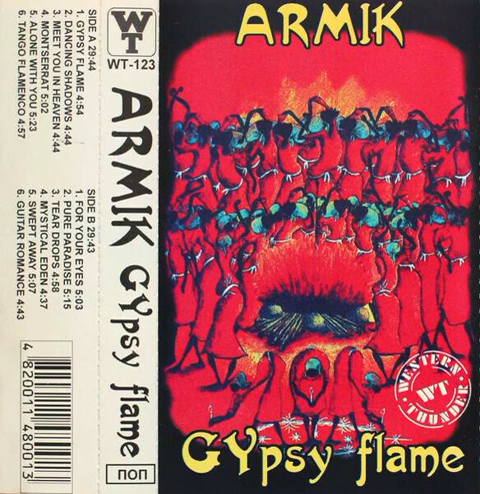 SIDE A 29:44
1. GYPSY FLAME 4:54
2. DANCING SHADOWS 4:44
3. MEET YOU IN HEAVEN 4:44
4. MONTSERRAT 5:02
5. ALONE WITH YOU 5:23
6. TANGO FLAMENCO 4:57
SIDE B 29:43
1. FOR YOUR EYES 5:03
2. PURE PARADISE 5:15
3. TEAR DROPS 4:58
4. MYSTICAL EDEN 4:37
5. SWEPT AWAY 5:07
6. GUITAR ROMANCE 4:43
4 820011 480013
WT
WT-123
ARMIK GYpsy flame
ПОП
ARMIK
WESTERN
WT
THUNDER
GYpsy flame